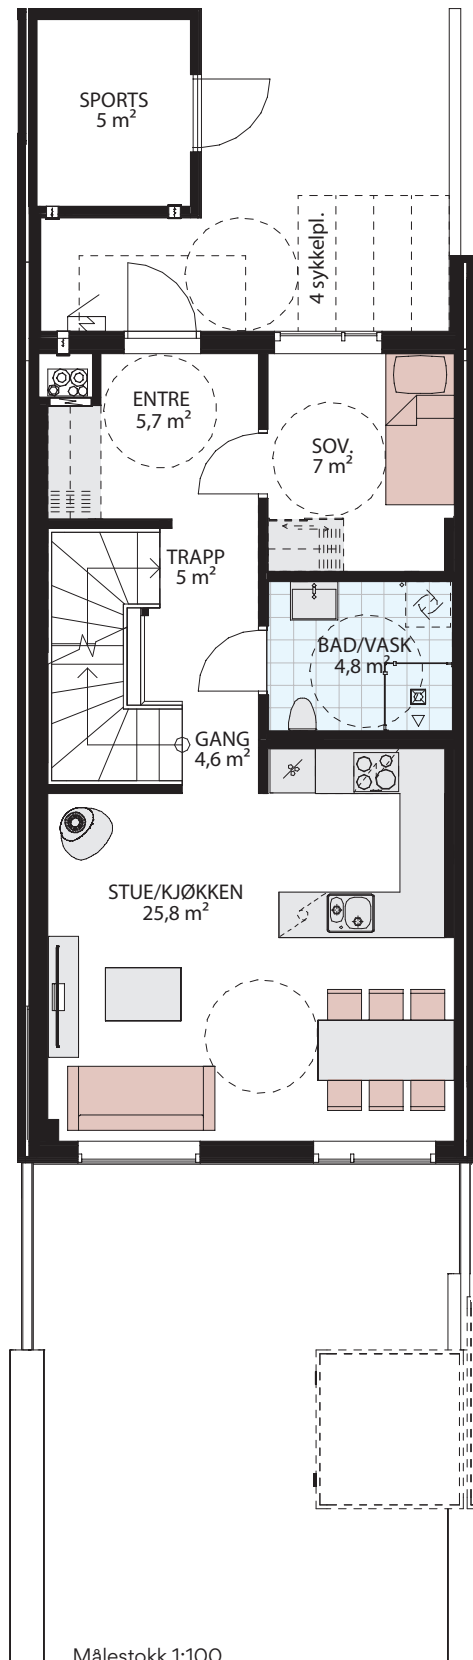 SPORTS
5 m²
4 sykkelpl.
ENTRE
5,7 m²
SOV.
7 m²
TRAPP
5 m²
BAD/VASK
4,8 m²
GANG
4,6 m²
STUE/KJØKKEN
25,8 m²
Målestokk 1:100